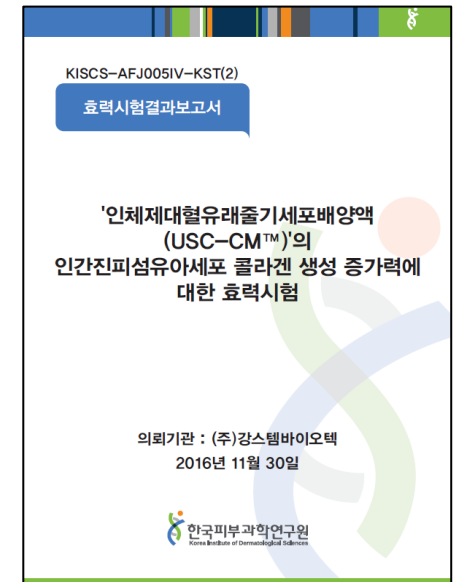 KISCS-AFJ005IV-KST(2)
효력시험결과보고서
'인체제대혈유래줄기세포배양액
(USC-CM™)'의
인간진피섬유아세포 콜라겐 생성 증가력에
대한 효력시험
의뢰기관 : (주)강스템바이오텍
2016년 11월 30일
한국피부과학연구원
Korea Institute of Dermatological Sciences